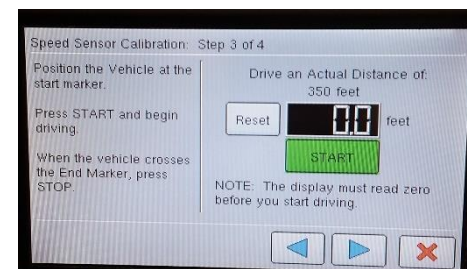 Speed Sensor Calibration: Step 3 of 4
Position the Vehicle at the
start marker.
Press START and begin
driving.
When the vehicle crosses
the End Marker, press
STOP.
Drive an Actual Distance of:
350 feet
Reset 0.0 feet
START
NOTE: The display must read zero
before you start driving.